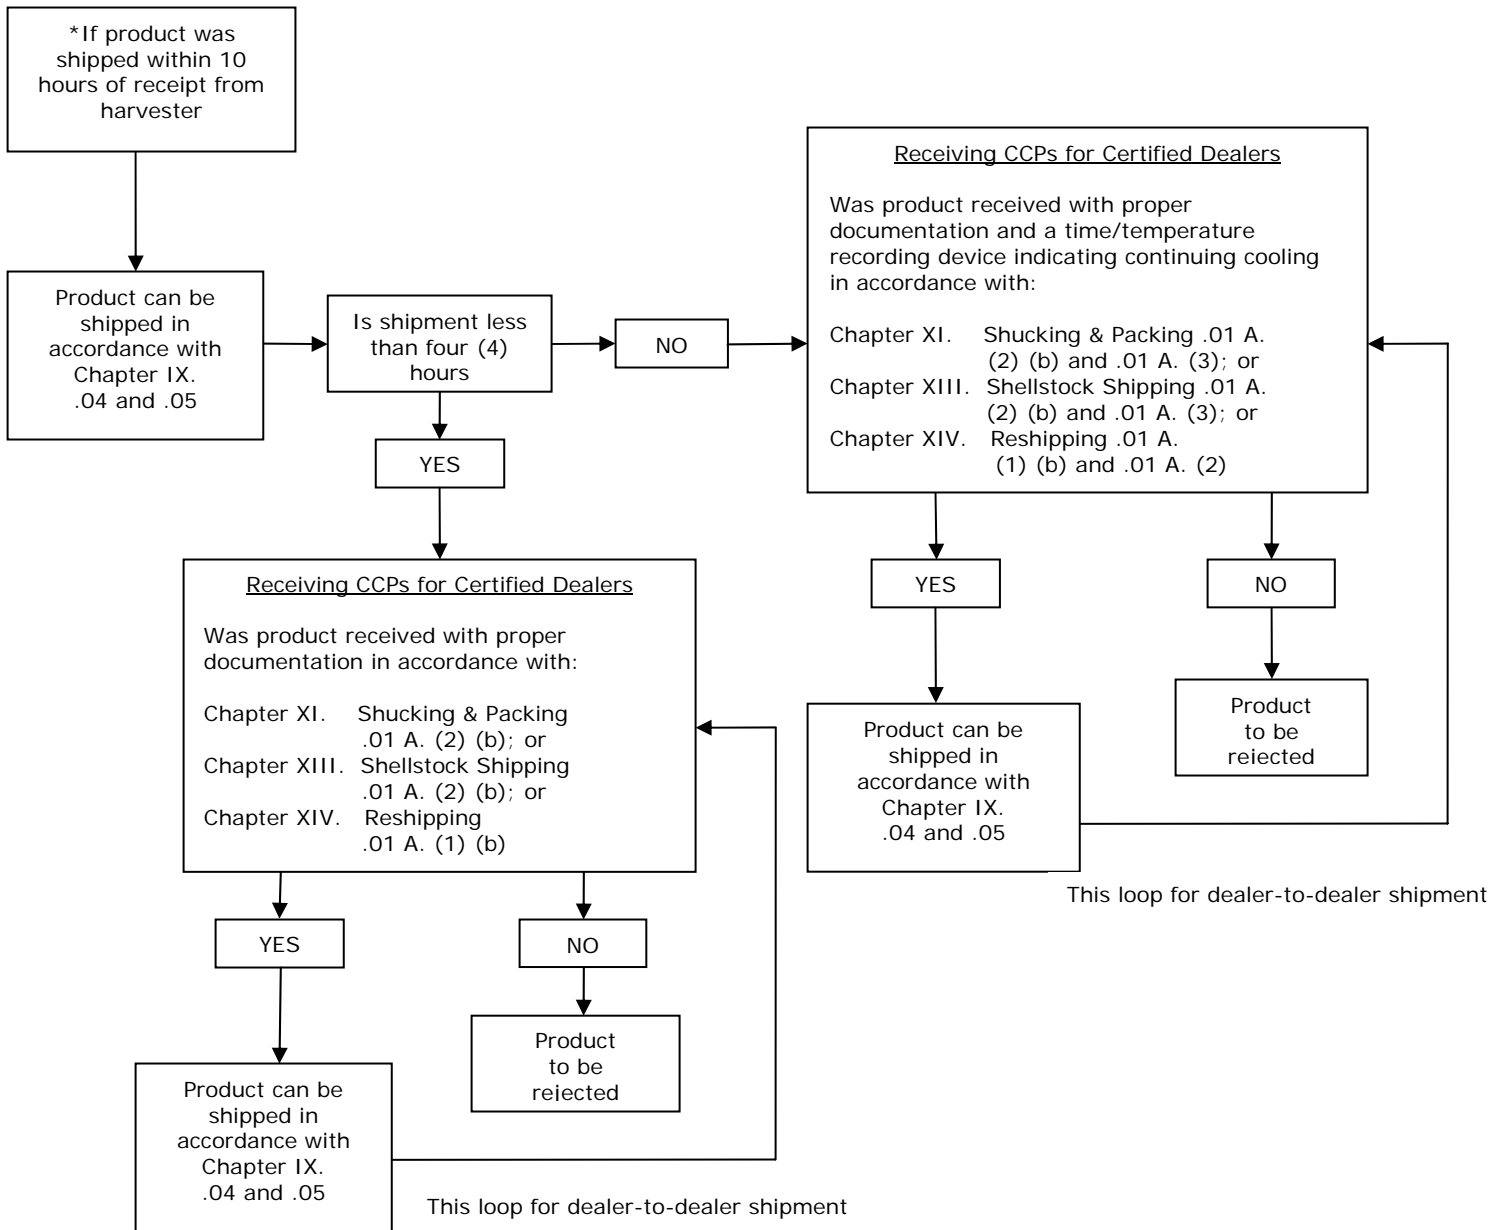 *If product was
shipped within 10
hours of receipt from
harvester
Product can be
shipped in
accordance with
Chapter IX.
.04 and .05
Is shipment less
than four (4)
hours
NO
YES
Receiving CCPs for Certified Dealers
Was product received with proper
documentation and a time/temperature
recording device indicating continuing cooling
in accordance with:
Chapter XI. Shucking & Packing .01 A.
(2) (b) and .01 A. (3); or
Chapter XIII. Shellstock Shipping .01 A.
(2) (b) and .01 A. (3); or
Chapter XIV. Reshipping .01 A.
(1) (b) and .01 A. (2)
YES
NO
Product can be
shipped in
accordance with
Chapter IX.
.04 and .05
Product
to be
rejected
This loop for dealer-to-dealer shipment
Receiving CCPs for Certified Dealers
Was product received with proper
documentation in accordance with:
Chapter XI. Shucking & Packing
.01 A. (2) (b); or
Chapter XIII. Shellstock Shipping
.01 A. (2) (b); or
Chapter XIV. Reshipping
.01 A. (1) (b)
YES
NO
Product can be
shipped in
accordance with
Chapter IX.
.04 and .05
Product
to be
rejected
This loop for dealer-to-dealer shipment